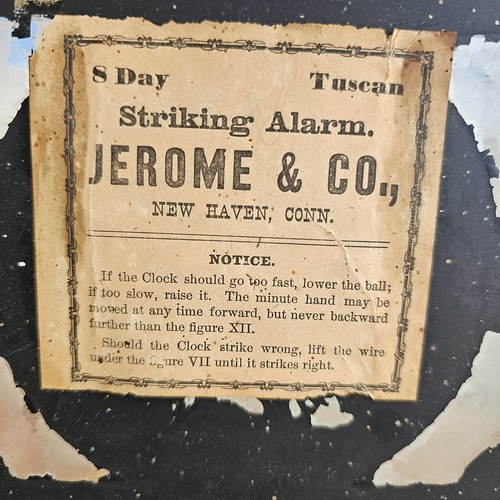 8 Day Tuscan
Striking Alarm.
JEROME & CO.,
NEW HAVEN, CONN.
NOTICE.
If the Clock should go too fast, lower the ball;
if too slow, raise it. The minute hand may be
moved at any time forward, but never backward
further than the figure XII.
Should the Clock strike wrong, lift the wire
under the figure VII until it strikes right.